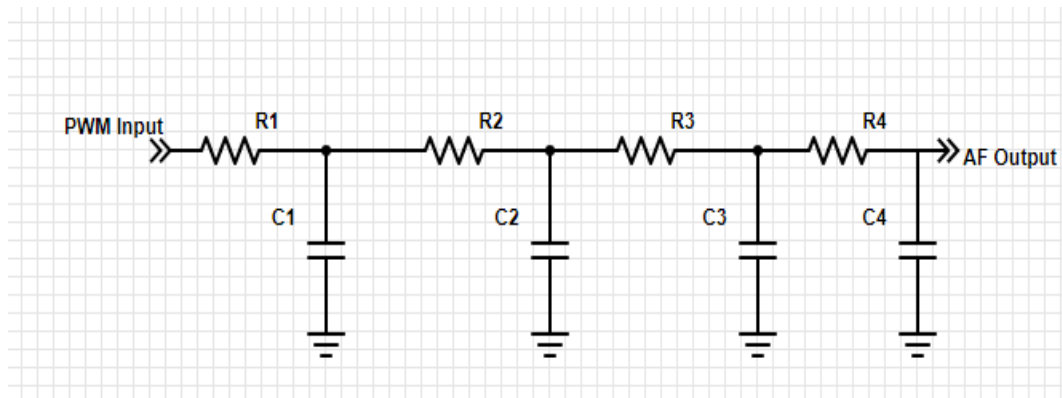 PWM Input
R1
R2
R3
R4
AF Output
C1
C2
C3
C4